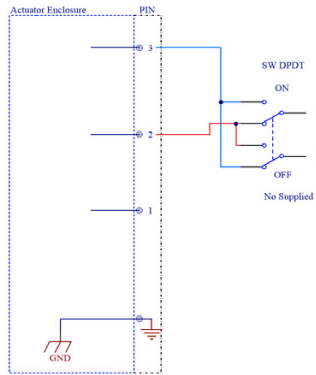 Actuator Enclosure PIN
3
SW DPDT
ON
2
OFF
No Supplied
1
GND